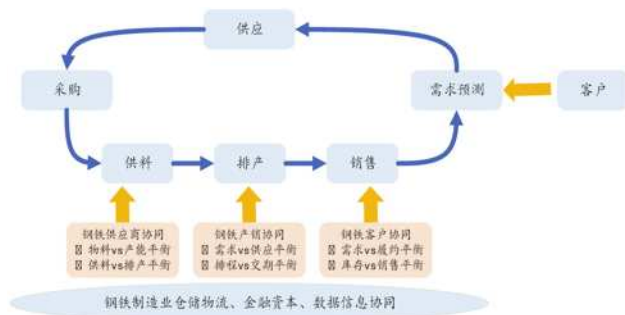 供应
采购
需求预测
客户
供料
排产
销售
钢铁供应商协同
物料vs产能平衡
供料vs排产平衡
钢铁产销协同
需求vs供应平衡
排程vs交期平衡
钢铁客户协同
需求vs履约平衡
库存vs销售平衡
钢铁制造业仓储物流、金融资本、数据信息协同